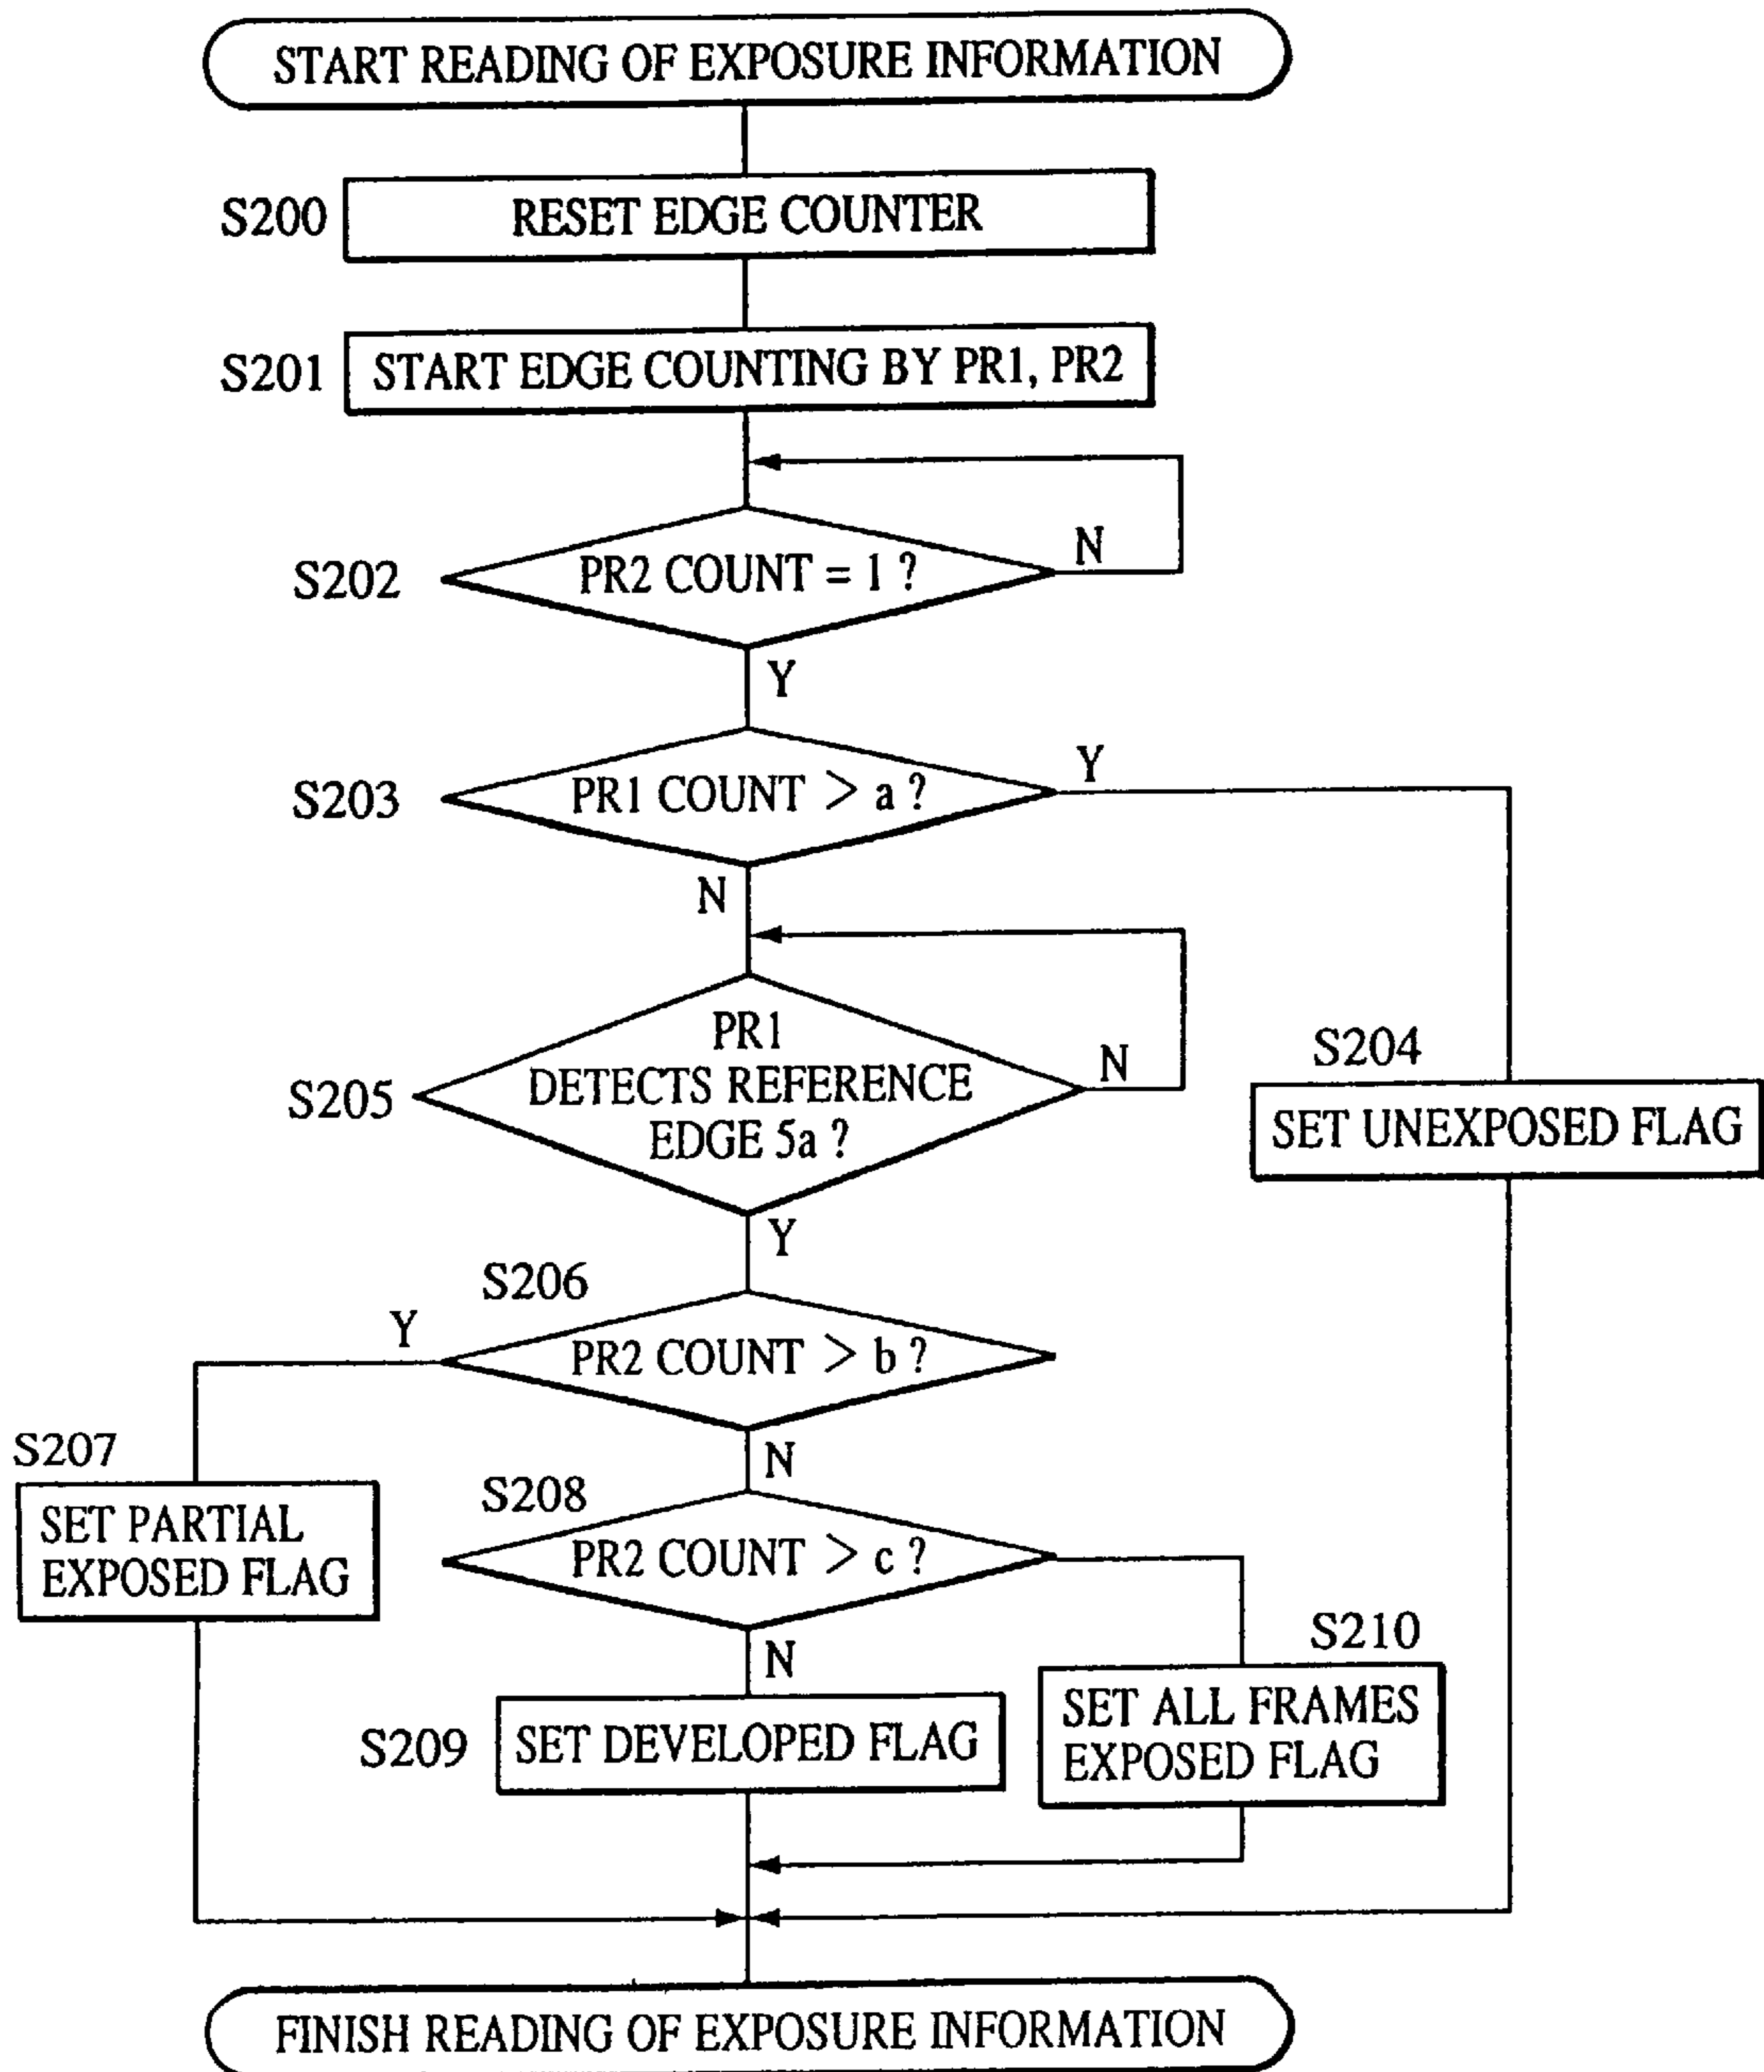 START READING OF EXPOSURE INFORMATION
S200
RESET EDGE COUNTER
S201
START EDGE COUNTING BY PR1, PR2
S202
PR2 COUNT = 1 ?
N
Y
S203
PR1 COUNT > a ?
Y
N
S205
PR1
DETECTS REFERENCE
EDGE 5a ?
N
Y
S204
SET UNEXPOSED FLAG
S206
PR2 COUNT > b ?
Y
N
S207
SET PARTIAL
EXPOSED FLAG
S208
PR2 COUNT > c ?
N
S209
SET DEVELOPED FLAG
S210
SET ALL FRAMES
EXPOSED FLAG
FINISH READING OF EXPOSURE INFORMATION